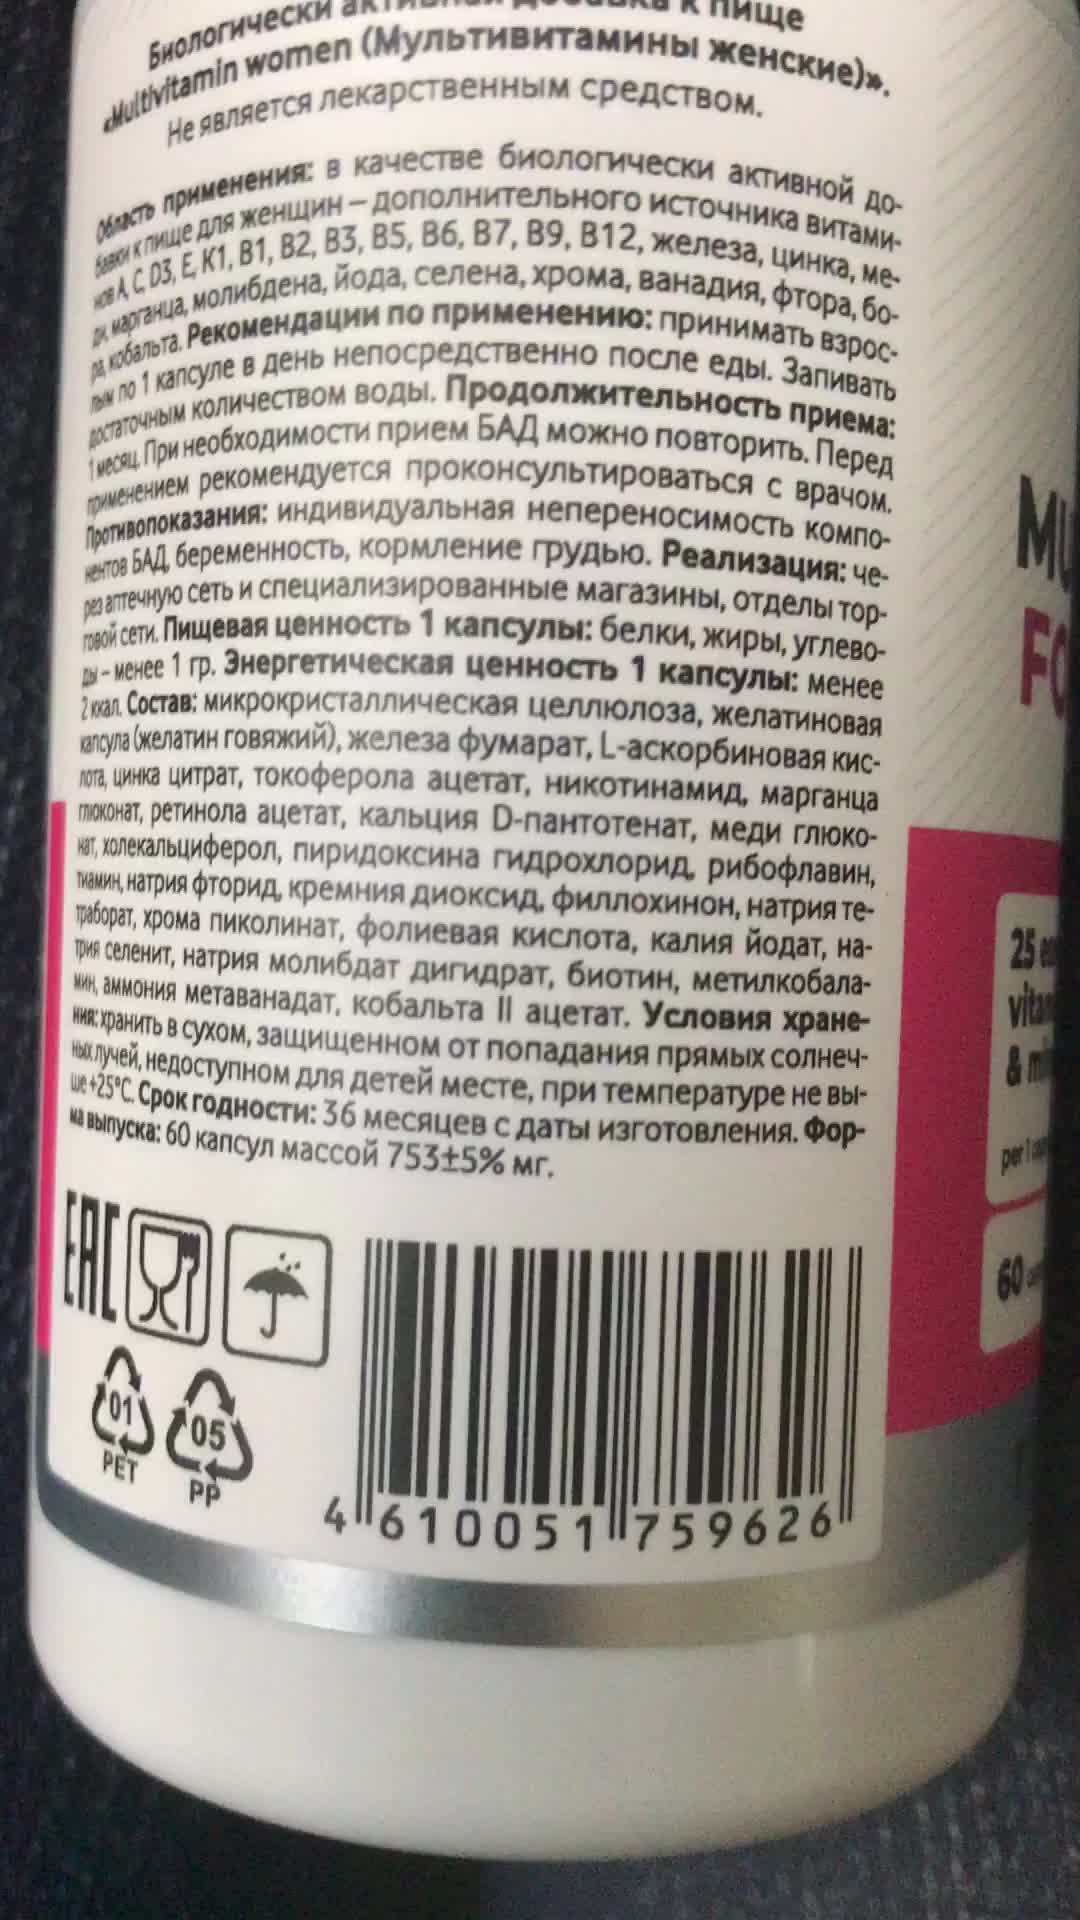 Биологически активная добавка к пище
«Multivitamin women (Мультивитамины женские)».
Не является лекарственным средством.
Область применения: в качестве биологически активной до-
бавки к пище для женщин – дополнительного источника витами-
нов A, C, D3, E, K1, B1, B2, B3, B5, B6, B7, B9, B12, железа, цинка, ме-
ди, марганца, молибдена, йода, селена, хрома, ванадия, фтора, бо-
ра, кобальта. Рекомендации по применению: принимать взрос-
лым по 1 капсуле в день непосредственно после еды. Запивать
достаточным количеством воды. Продолжительность приема:
1 месяц. При необходимости прием БАД можно повторить. Перед
применением рекомендуется проконсультироваться с врачом.
Противопоказания: индивидуальная непереносимость компо-
нентов БАД, беременность, кормление грудью. Реализация: че-
рез аптечную сеть и специализированные магазины, отделы тор-
говой сети. Пищевая ценность 1 капсулы: белки, жиры, углево-
ды – менее 1 гр. Энергетическая ценность 1 капсулы: менее
2 ккал. Состав: микрокристаллическая целлюлоза, желатиновая
капсула (желатин говяжий), железа фумарат, L-аскорбиновая кис-
лота, цинка цитрат, токоферола ацетат, никотинамид, марганца
глюконат, ретинола ацетат, кальция D-пантотенат, меди глюко-
нат, холекальциферол, пиридоксина гидрохлорид, рибофлавин,
тиамин, натрия фторид, кремния диоксид, филлохинон, натрия те-
траборат, хрома пиколинат, фолиевая кислота, калия йодат, на-
трия селенит, натрия молибдат дигидрат, биотин, метилкобала-
мин, аммония метаванадат, кобальта II ацетат. Условия хране-
ния: хранить в сухом, защищенном от попадания прямых солнеч-
ных лучей, недоступном для детей месте, при температуре не вы-
ше +25°C. Срок годности: 36 месяцев с даты изготовления. Фор-
ма выпуска: 60 капсул массой 753±5% мг.
EAC
01
PET
05
PP
4 610051 759626
MU
FO
25
vita
& mi
per 1
60